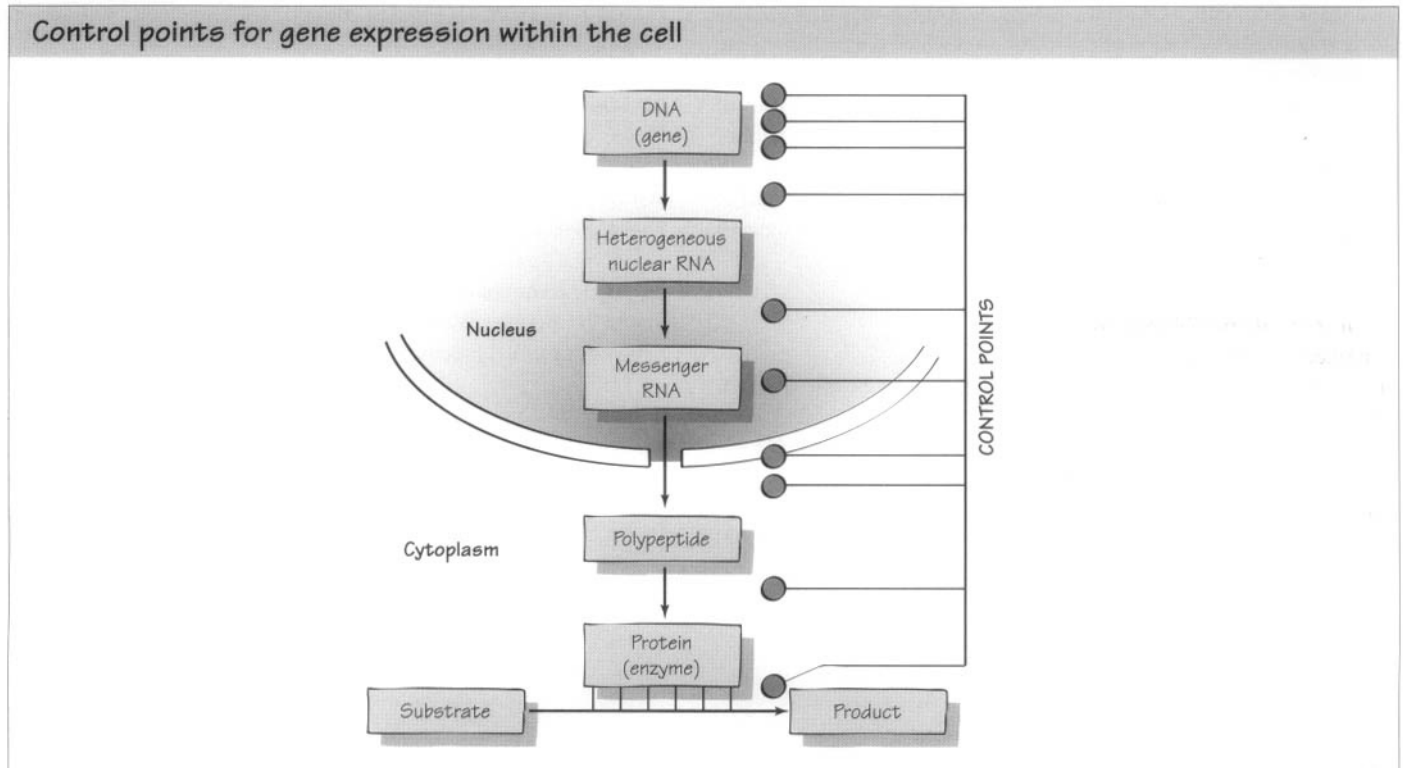 Control points for gene expression within the cell
DNA
(gene)
Heterogeneous
nuclear RNA
Nucleus
Messenger
RNA
CONTROL POINTS
Polypeptide
Cytoplasm
Protein
(enzyme)
Substrate
Product